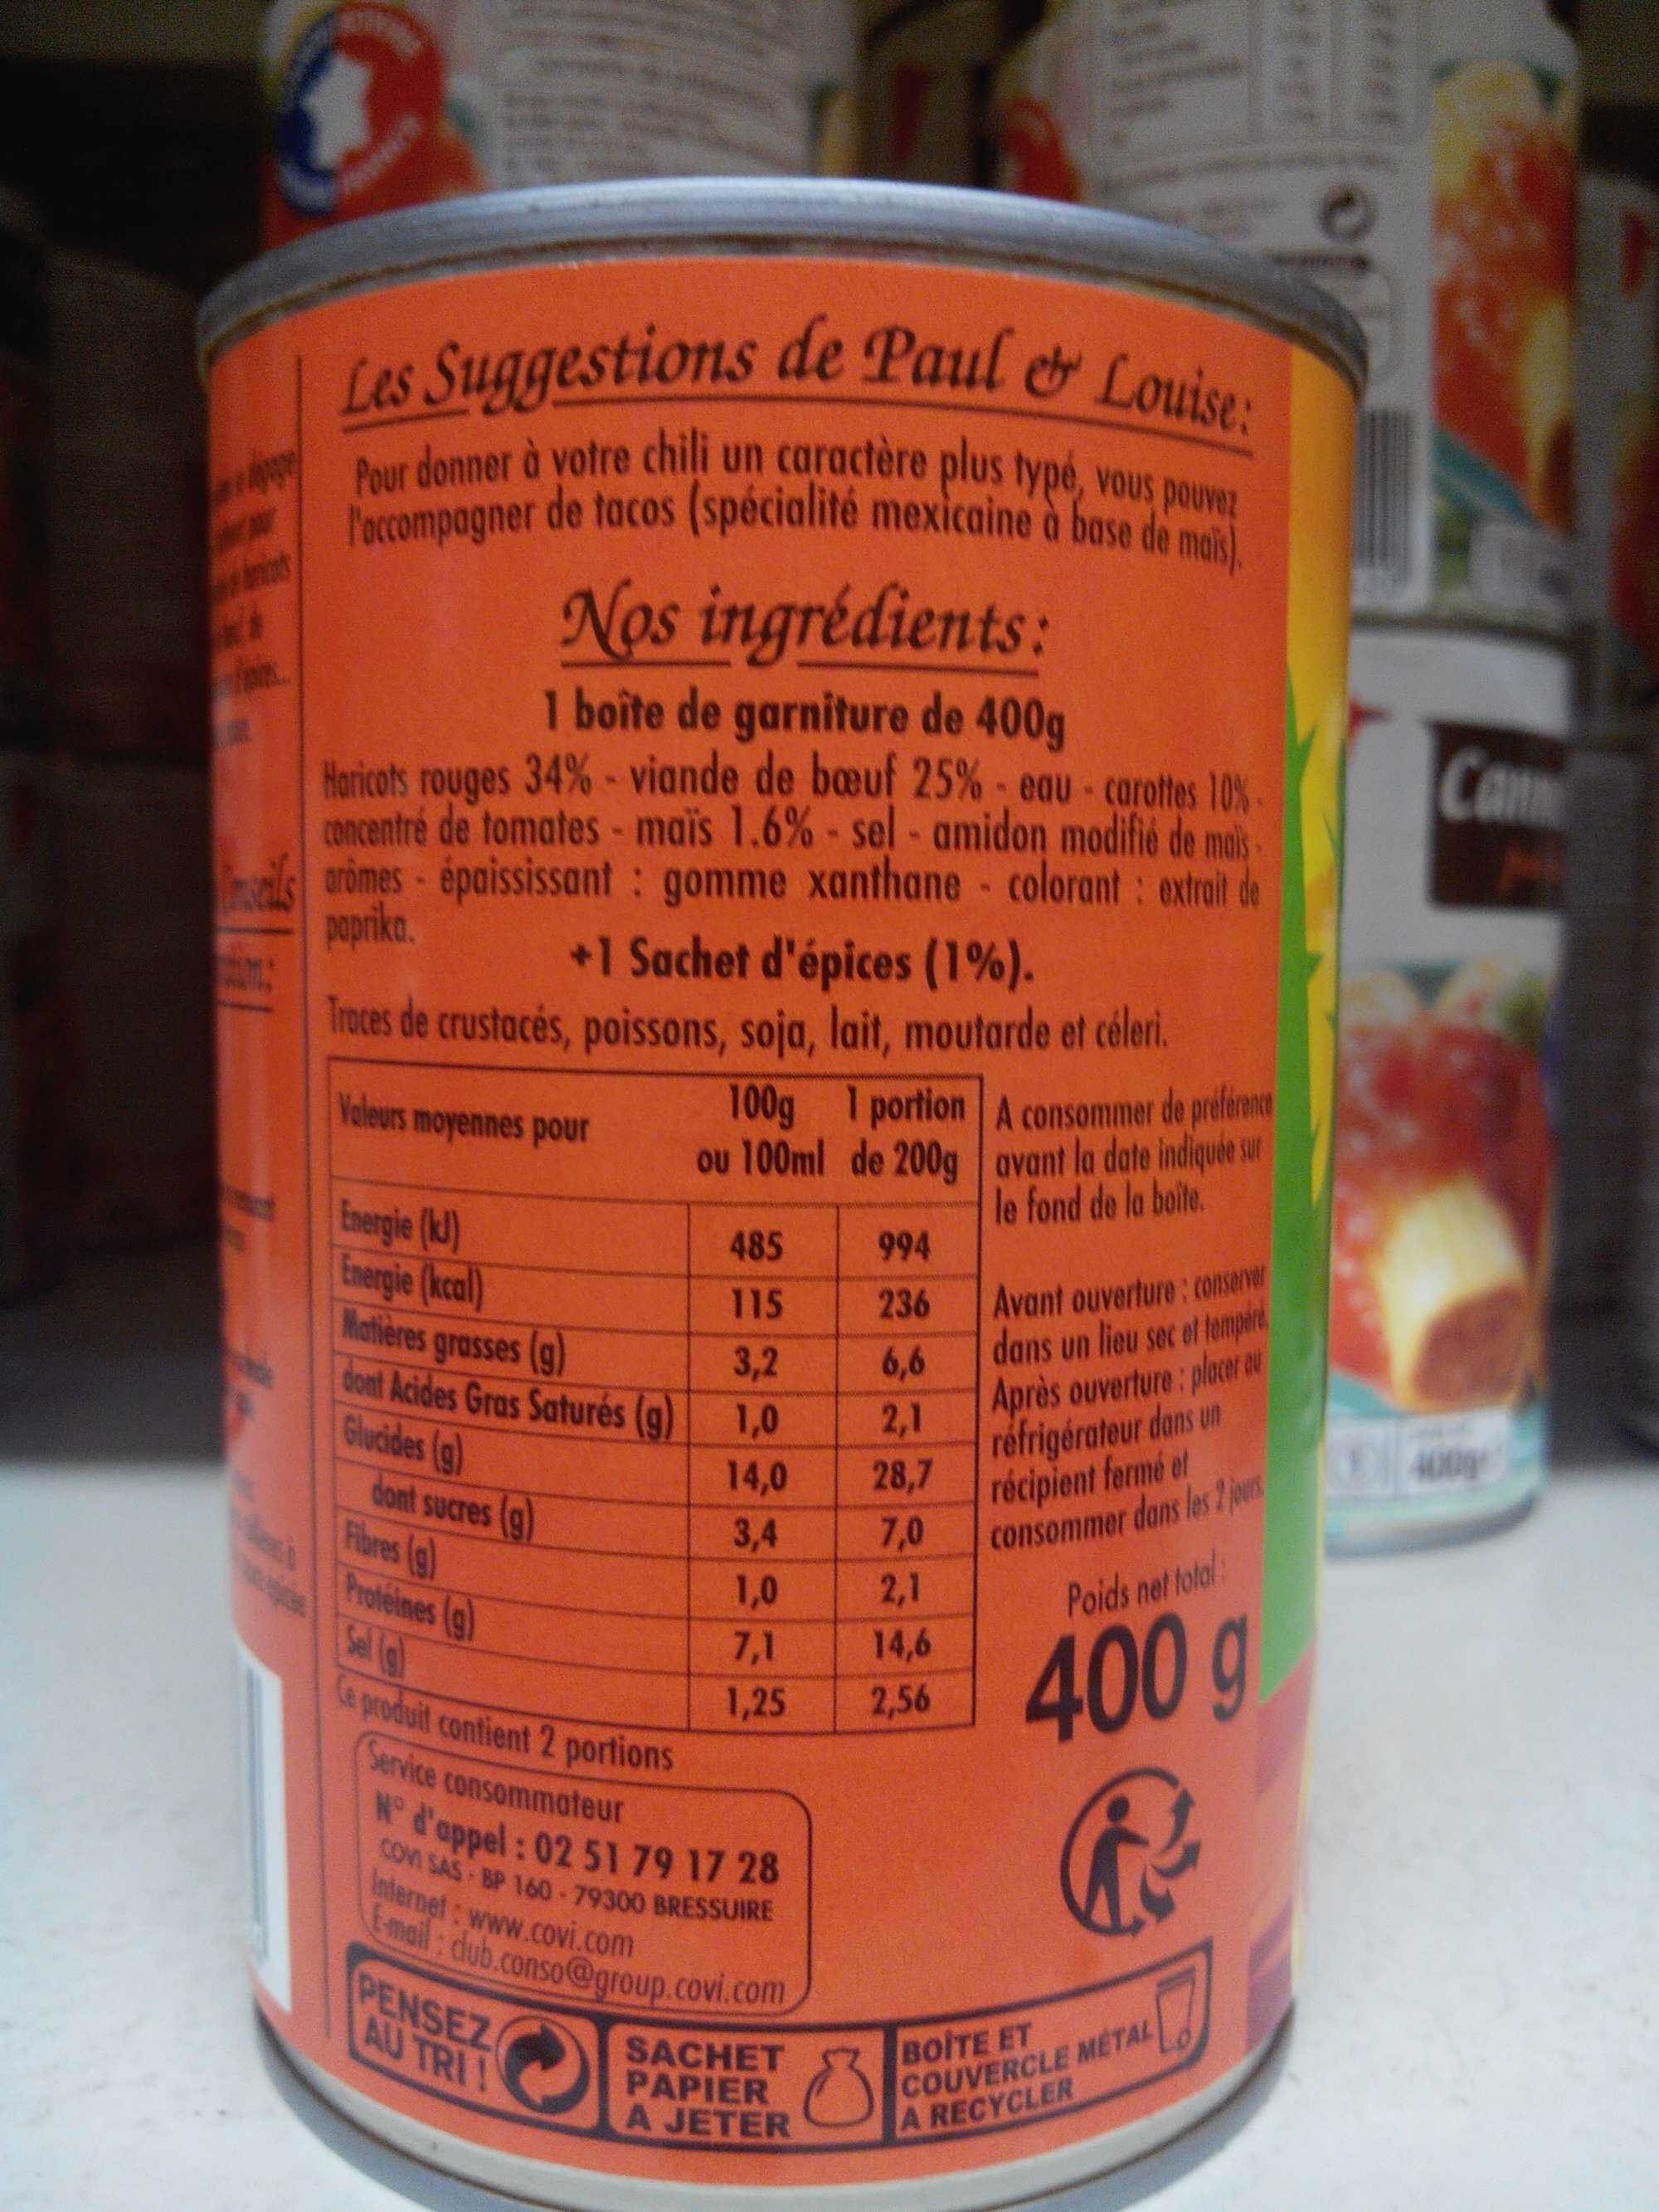 Les Suggestions de Paul & Louise:
Pour donner à votre chili un caractère plus typé, vous pouvez
l'accompagner de tacos (spécialité mexicaine à base de maïs).
Nos ingrédients:
1 boîte de garniture de 400g
Haricots rouges 34% - viande de bœuf 25% - eau - carottes 10% -
concentré de tomates - maïs 1.6% - sel - amidon modifié de maïs -
arômes - épaississant : gomme xanthane - colorant : extrait de
paprika.
+1 Sachet d'épices (1%).
Traces de crustacés, poissons, soja, lait, moutarde et céleri.
Valeurs moyennes pour 100g 1 portion
ou 100ml de 200g
Energie (kJ) 485 994
Energie (kcal) 115 236
Matières grasses (g) 3,2 6,6
dont Acides Gras Saturés (g) 1,0 2,1
Glucides (g) 14,0 28,7
dont sucres (g) 3,4 7,0
Fibres (g) 1,0 2,1
Protéines (g) 7,1 14,6
Sel (g) 1,25 2,56
Ce produit contient 2 portions
A consommer de préférence
avant la date indiquée sur
le fond de la boîte.
Avant ouverture : conserver
dans un lieu sec et tempéré.
Après ouverture : placer au
réfrigérateur dans un
récipient fermé et
consommer dans les 2 jours.
Poids net total :
400 g
Service consommateur
N° d'appel : 02 51 79 17 28
COVI SAS - BP 160 - 79300 BRESSUIRE
Internet : www.covi.com
E-mail : club.conso@group.covi.com
PENSEZ
AU TRI !
SACHET
PAPIER
A JETER
BOÎTE ET
COUVERCLE MÉTAL
A RECYCLER
400g